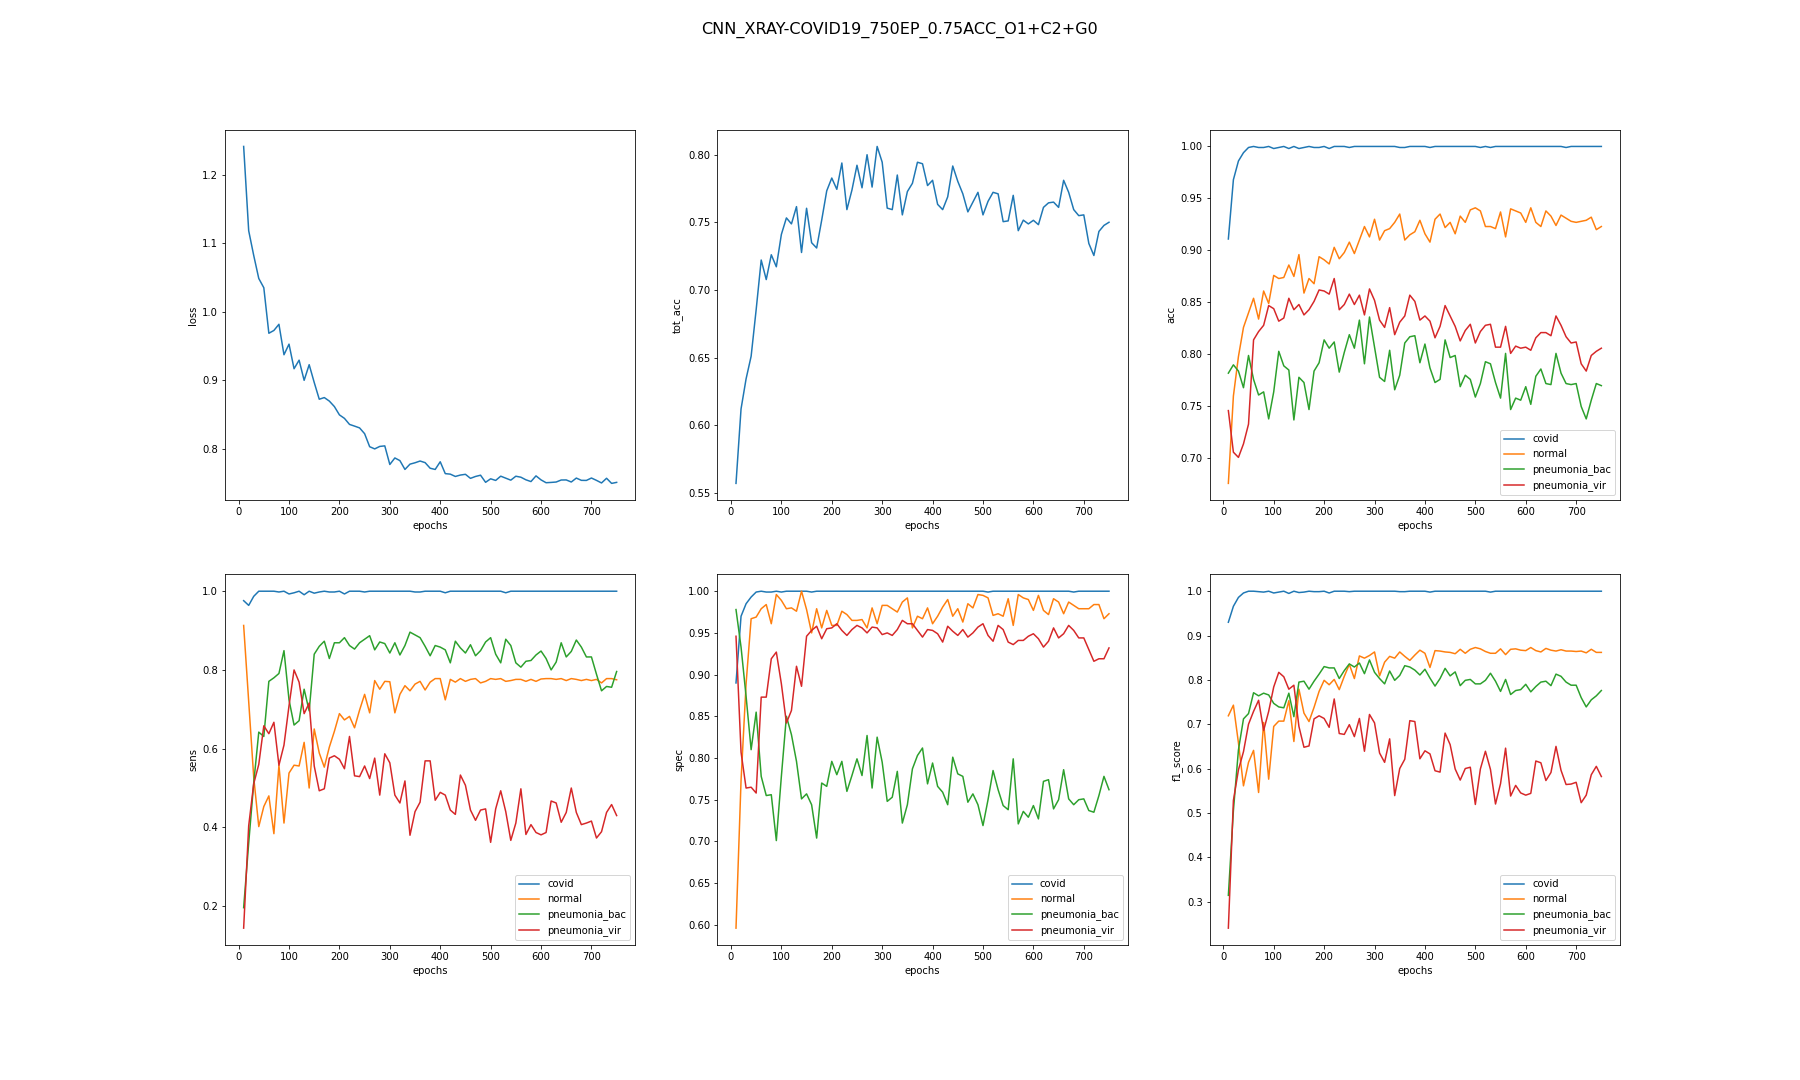 CNN_XRAY-COVID19_750EP_0.75ACC_O1+C2+G0
1.2
1.1
1.0
0.9
0.8
loss
0 100 200 300 400 500 600 700
epochs
0.80
0.75
0.70
0.65
0.60
0.55
tot_acc
0 100 200 300 400 500 600 700
epochs
1.00
0.95
0.90
0.85
0.80
0.75
0.70
acc
covid
normal
pneumonia_bac
pneumonia_vir
0 100 200 300 400 500 600 700
epochs
1.0
0.8
0.6
0.4
0.2
sens
covid
normal
pneumonia_bac
pneumonia_vir
0 100 200 300 400 500 600 700
epochs
1.00
0.95
0.90
0.85
0.80
0.75
0.70
0.65
0.60
spec
covid
normal
pneumonia_bac
pneumonia_vir
0 100 200 300 400 500 600 700
epochs
1.0
0.9
0.8
0.7
0.6
0.5
0.4
0.3
f1_score
covid
normal
pneumonia_bac
pneumonia_vir
0 100 200 300 400 500 600 700
epochs